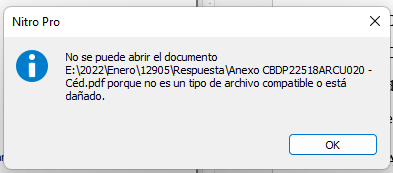 Nitro Pro
No se puede abrir el documento
E:\2022\Enero\12905\Respuesta\Anexo CBDP22518ARCU020 -
Céd.pdf porque no es un tipo de archivo compatible o está
dañado.
OK